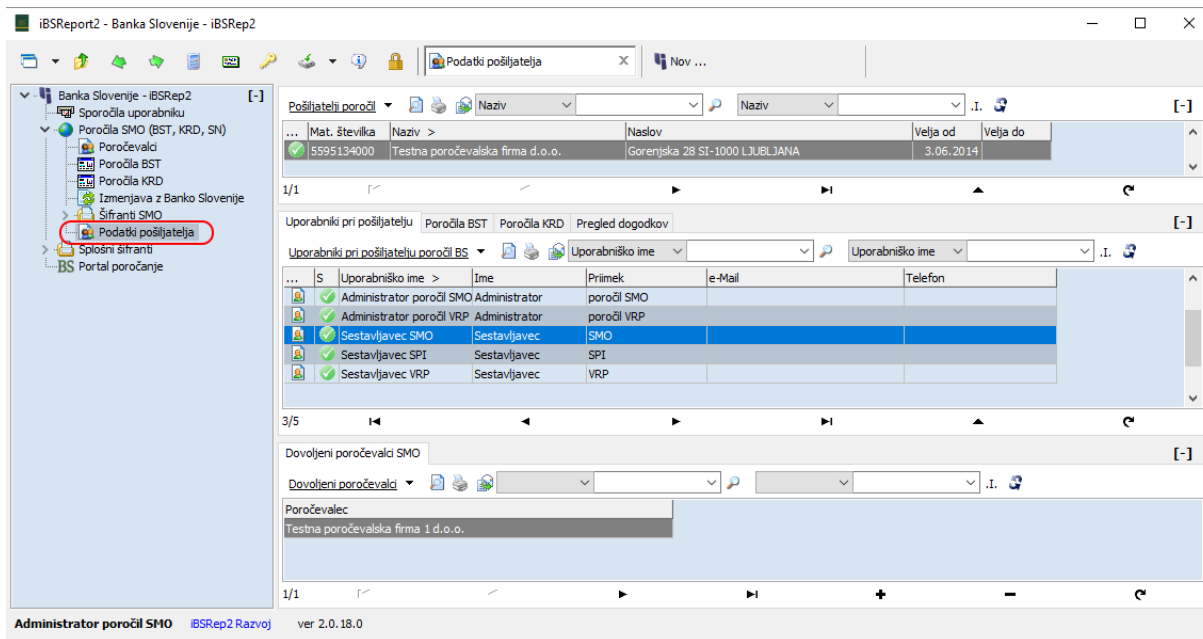 iBSReport2 - Banka Slovenije - iBSRep2
Podatki pošiljatelja X Nov ...
Banka Slovenije - iBSRep2 [-]
Sporočila uporabniku
Poročila SMO (BST, KRD, SN)
Poročevalci
Poročila BST
Poročila KRD
Izmenjava z Banko Slovenije
Šifranti SMO
Podatki pošiljatelja
Splošni šifranti
BS Portal poročanje
Pošiljatelji poročil Naziv Naziv .I. [-]
... Mat. številka Naziv > Naslov Velja od Velja do
5595134000 Testna poročevalska firma d.o.o. Gorenjska 28 SI-1000 LJUBLJANA 3.06.2014
1/1
Uporabniki pri pošiljatelju Poročila BST Poročila KRD Pregled dogodkov [-]
Uporabniki pri pošiljatelju poročil BS Uporabniško ime Uporabniško ime .I.
... S Uporabniško ime > Ime Priimek e-Mail Telefon
Administrator poročil SMO Administrator poročil SMO
Administrator poročil VRP Administrator poročil VRP
Sestavljavec SMO Sestavljavec SMO
Sestavljavec SPI Sestavljavec SPI
Sestavljavec VRP Sestavljavec VRP
3/5
Dovoljeni poročevalci SMO [-]
Dovoljeni poročevalci .I.
Poročevalec
Testna poročevalska firma 1 d.o.o.
1/1
Administrator poročil SMO iBSRep2 Razvoj ver 2.0.18.0